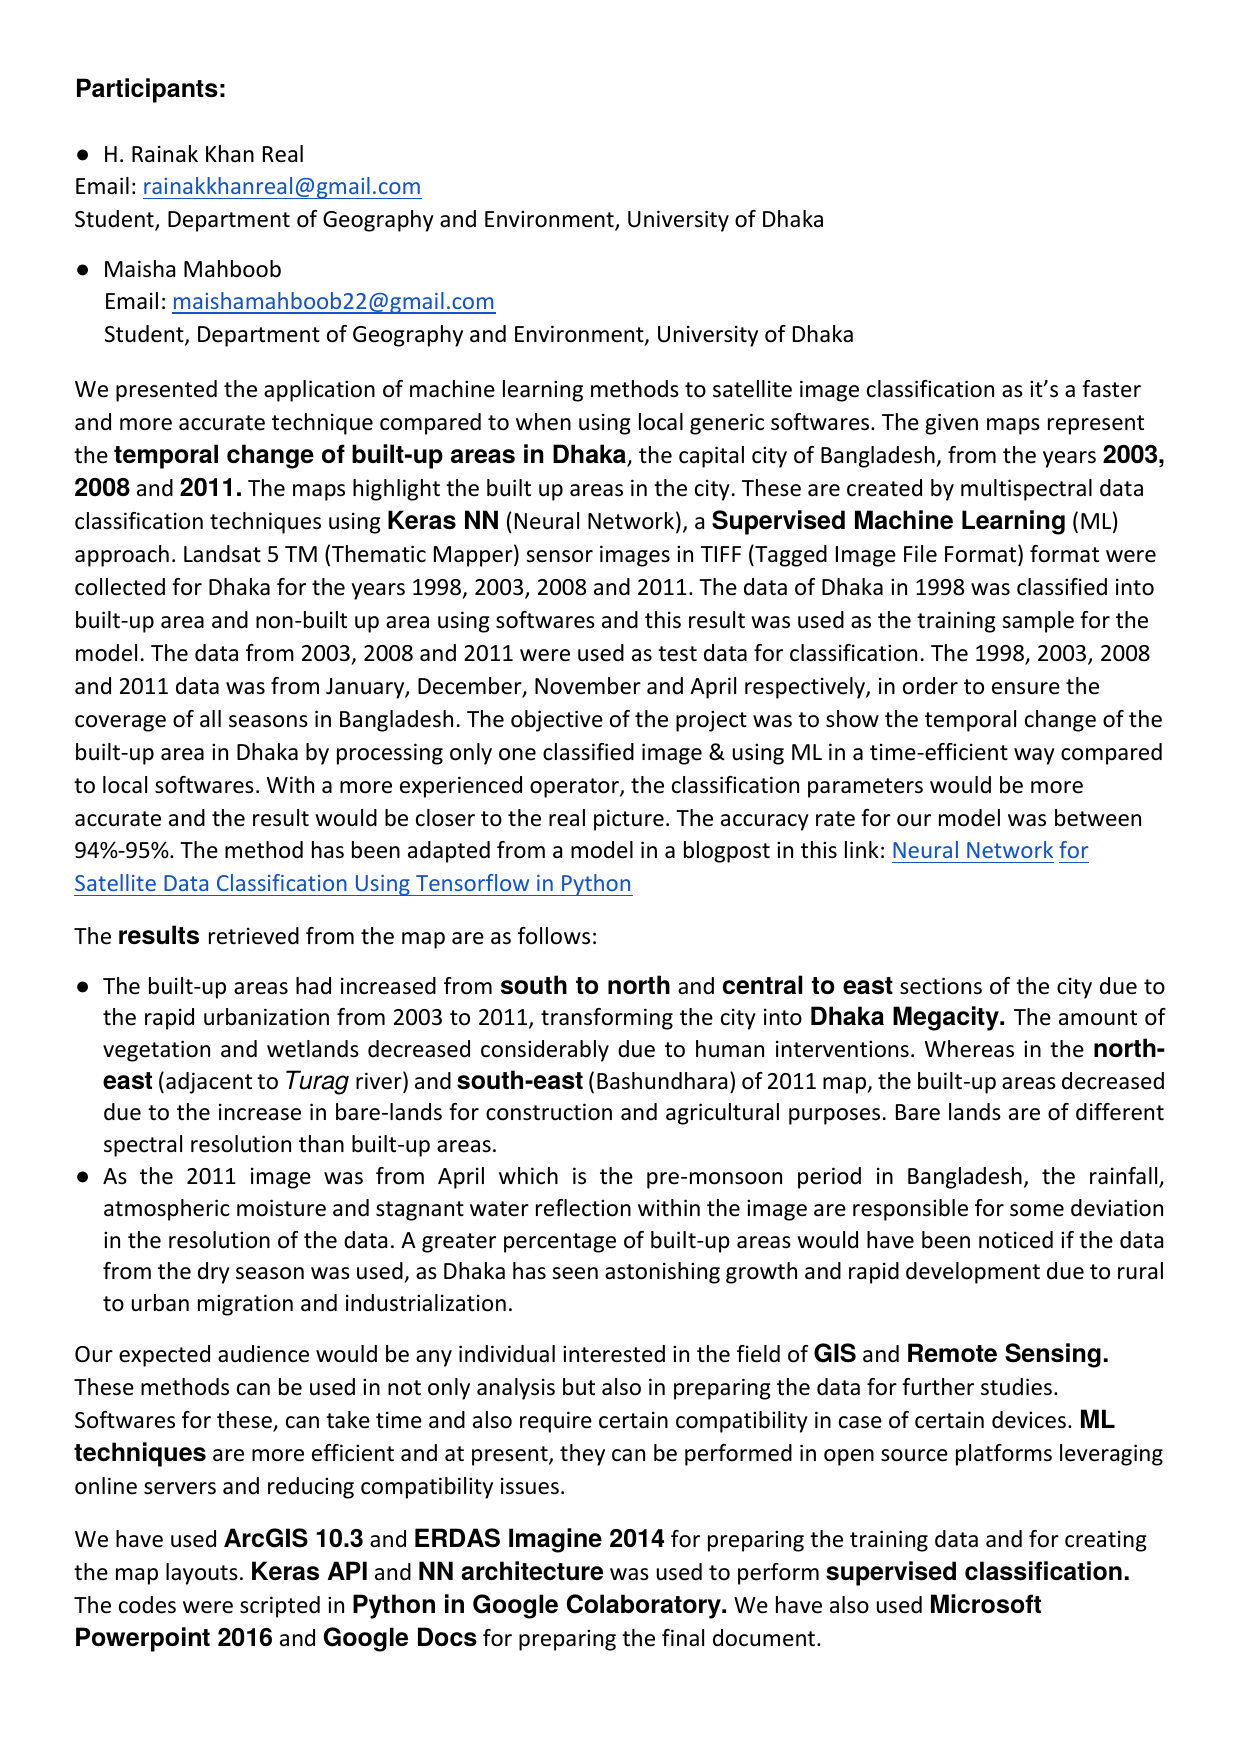 Participants:
● H. Rainak Khan Real
Email: rainakkhanreal@gmail.com
Student, Department of Geography and Environment, University of Dhaka
● Maisha Mahboob
Email: maishamahboob22@gmail.com
Student, Department of Geography and Environment, University of Dhaka
We presented the application of machine learning methods to satellite image classification as it’s a faster
and more accurate technique compared to when using local generic softwares. The given maps represent
the temporal change of built-up areas in Dhaka, the capital city of Bangladesh, from the years 2003,
2008 and 2011. The maps highlight the built up areas in the city. These are created by multispectral data
classification techniques using Keras NN (Neural Network), a Supervised Machine Learning (ML)
approach. Landsat 5 TM (Thematic Mapper) sensor images in TIFF (Tagged Image File Format) format were
collected for Dhaka for the years 1998, 2003, 2008 and 2011. The data of Dhaka in 1998 was classified into
built-up area and non-built up area using softwares and this result was used as the training sample for the
model. The data from 2003, 2008 and 2011 were used as test data for classification. The 1998, 2003, 2008
and 2011 data was from January, December, November and April respectively, in order to ensure the
coverage of all seasons in Bangladesh. The objective of the project was to show the temporal change of the
built-up area in Dhaka by processing only one classified image & using ML in a time-efficient way compared
to local softwares. With a more experienced operator, the classification parameters would be more
accurate and the result would be closer to the real picture. The accuracy rate for our model was between
94%-95%. The method has been adapted from a model in a blogpost in this link: Neural Network for
Satellite Data Classification Using Tensorflow in Python
The results retrieved from the map are as follows:
● The built-up areas had increased from south to north and central to east sections of the city due to
the rapid urbanization from 2003 to 2011, transforming the city into Dhaka Megacity. The amount of
vegetation and wetlands decreased considerably due to human interventions. Whereas in the north-
east (adjacent to Turag river) and south-east (Bashundhara) of 2011 map, the built-up areas decreased
due to the increase in bare-lands for construction and agricultural purposes. Bare lands are of different
spectral resolution than built-up areas.
● As the 2011 image was from April which is the pre-monsoon period in Bangladesh, the rainfall,
atmospheric moisture and stagnant water reflection within the image are responsible for some deviation
in the resolution of the data. A greater percentage of built-up areas would have been noticed if the data
from the dry season was used, as Dhaka has seen astonishing growth and rapid development due to rural
to urban migration and industrialization.
Our expected audience would be any individual interested in the field of GIS and Remote Sensing.
These methods can be used in not only analysis but also in preparing the data for further studies.
Softwares for these, can take time and also require certain compatibility in case of certain devices. ML
techniques are more efficient and at present, they can be performed in open source platforms leveraging
online servers and reducing compatibility issues.
We have used ArcGIS 10.3 and ERDAS Imagine 2014 for preparing the training data and for creating
the map layouts. Keras API and NN architecture was used to perform supervised classification.
The codes were scripted in Python in Google Colaboratory. We have also used Microsoft
Powerpoint 2016 and Google Docs for preparing the final document.